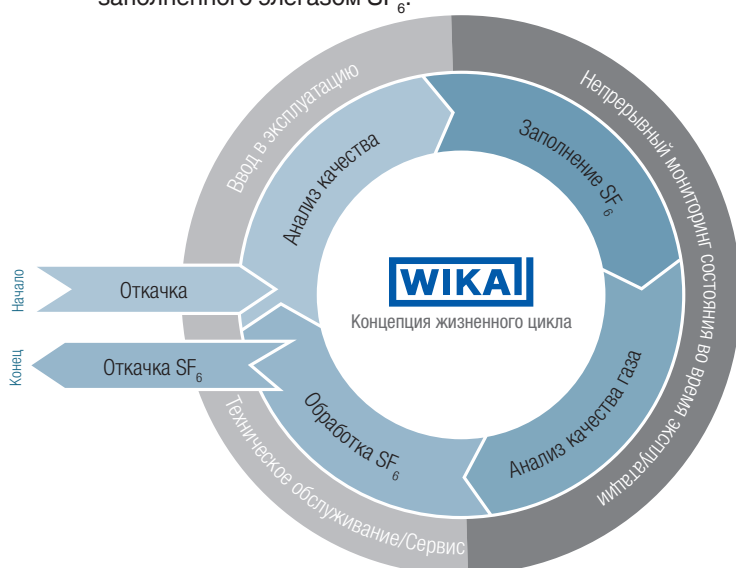 заполненного элегазом SF₆.
Ввод в эксплуатацию
Непрерывный мониторинг состояния во время эксплуатации
Анализ качества
Заполнение SF₆
Начало
Откачка
WIKA
Концепция жизненного цикла
Конец
Откачка SF₆
Обработка SF₆
Анализ качества газа
Техническое обслуживание/Сервис